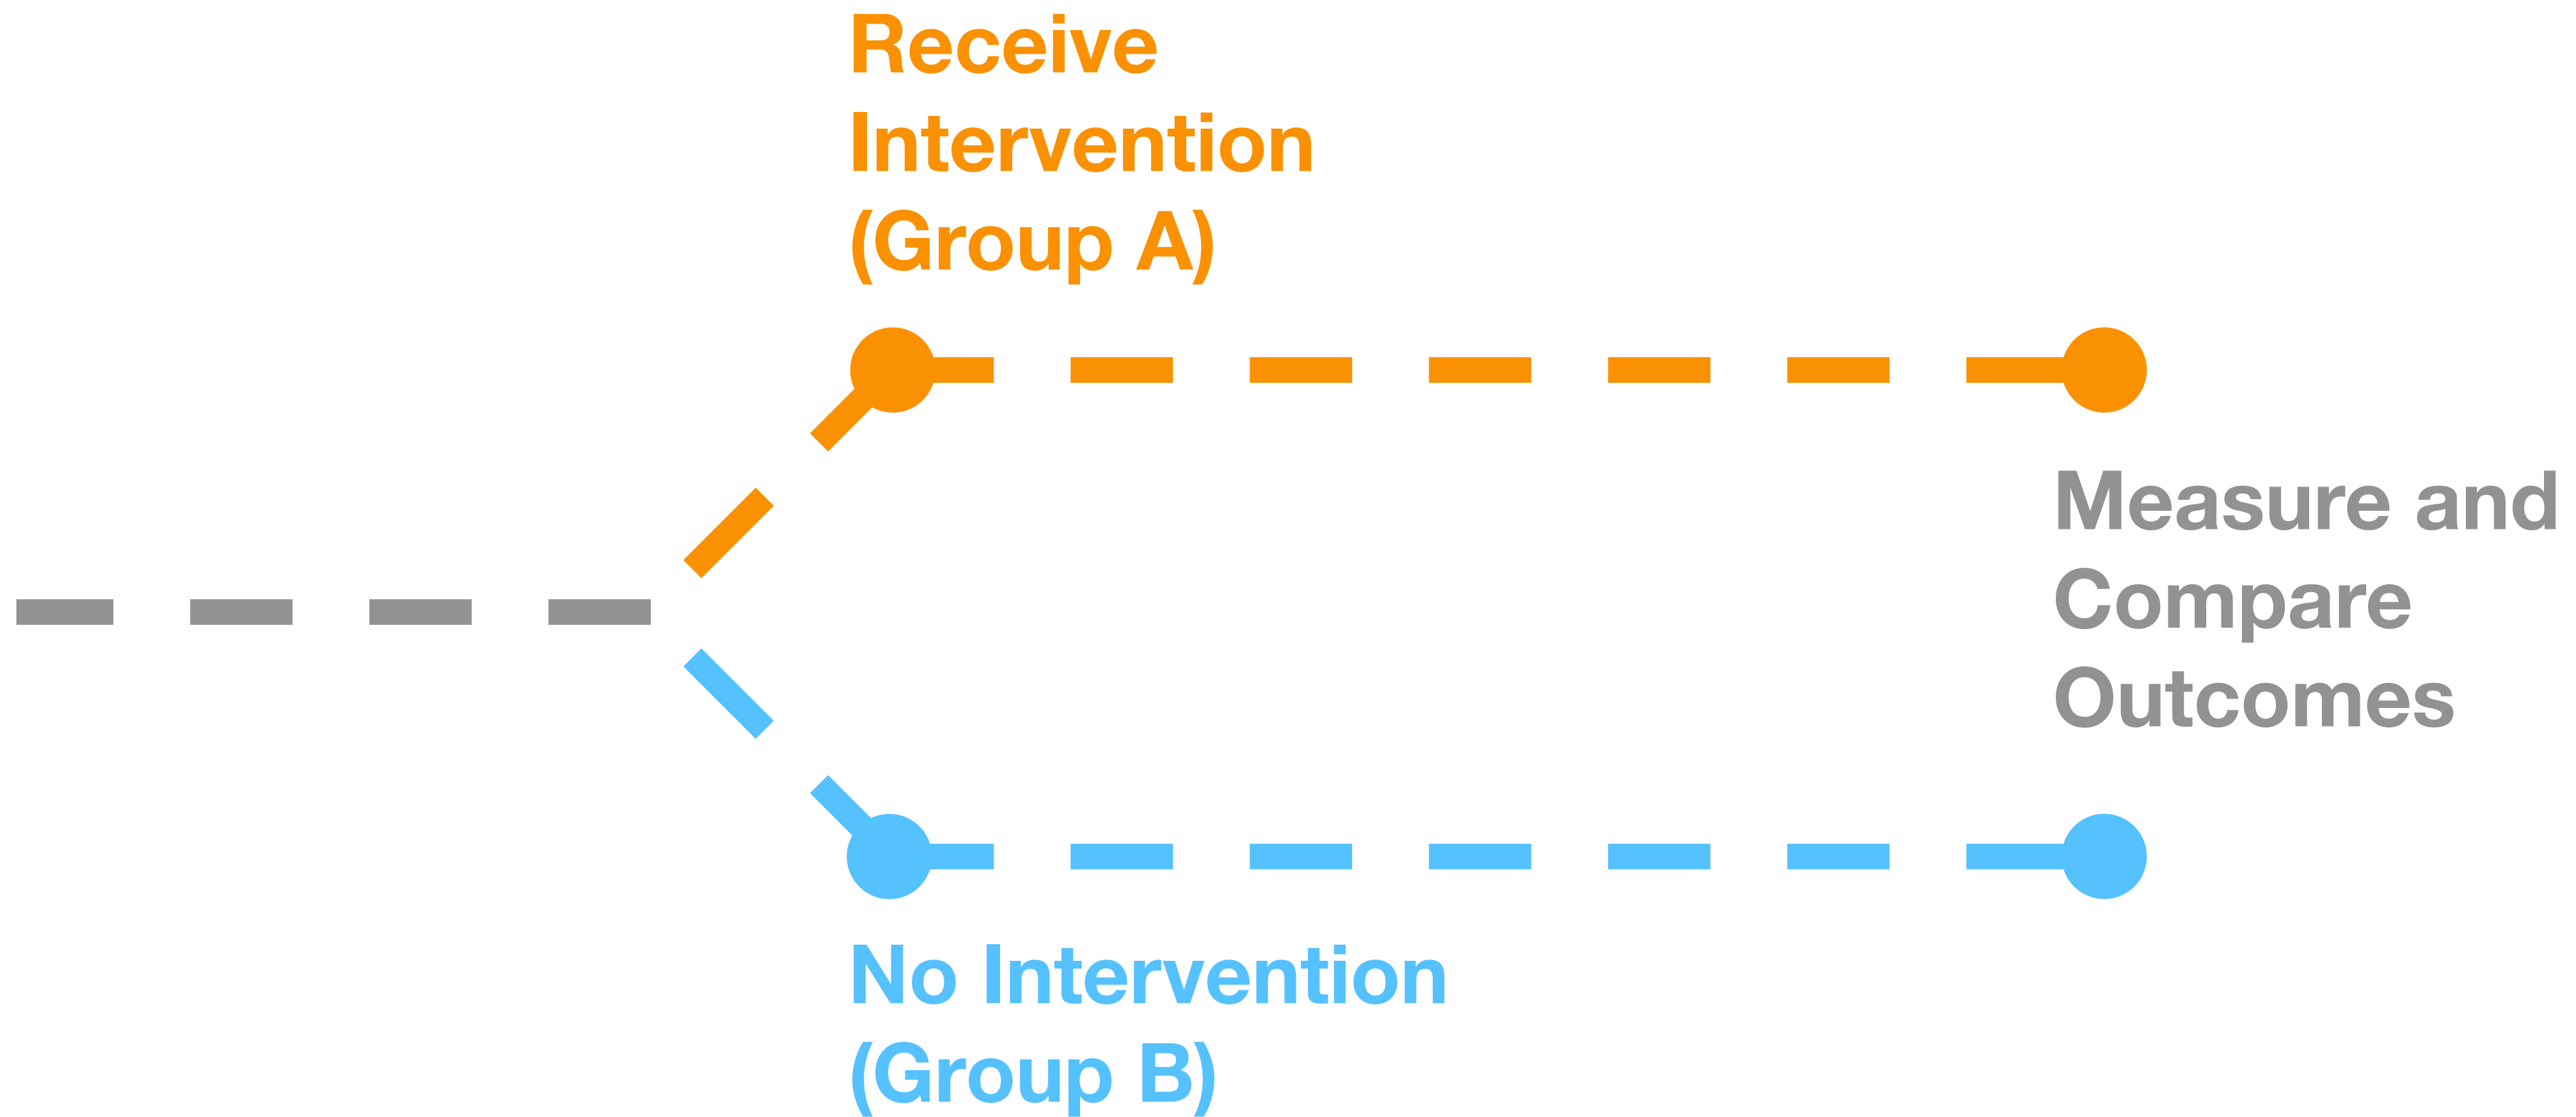 Receive
Intervention
(Group A)
Measure and
Compare
Outcomes
No Intervention
(Group B)